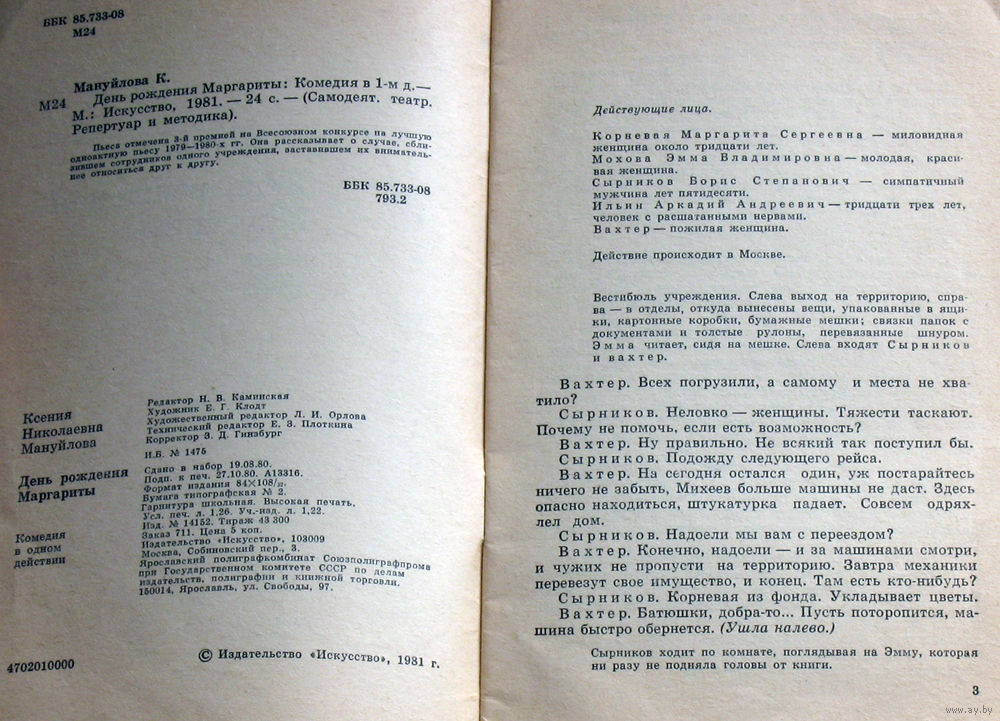 ББК 85.733-08
М24
Мануйлова К.
М24 День рождения Маргариты: Комедия в 1-м д.—
М.: Искусство, 1981. — 24 с. — (Самодеят. театр.
Репертуар и методика).
Пьеса отмечена 3-й премией на Всесоюзном конкурсе на лучшую
одноактную пьесу 1979—1980-х гг. Она рассказывает о случае, сбли-
зившем сотрудников одного учреждения, заставившем их вниматель-
нее относиться друг к другу.
ББК 85.733-08
793.2
Ксения
Николаевна
Мануйлова
День рождения
Маргариты
Комедия
в одном
действии
Редактор Н. В. Каминская
Художник Е. Г. Клодт
Художественный редактор Л. И. Орлова
Технический редактор Е. З. Плоткина
Корректор З. Д. Гинзбург
И.Б. № 1475
Сдано в набор 19.08.80.
Подп. к печ. 27.10.80. А13316.
Формат издания 84×108/32.
Бумага типографская № 2.
Гарнитура школьная. Высокая печать.
Усл. печ. л. 1,26. Уч.-изд. л. 1,22.
Изд. № 14152. Тираж 43 300
Заказ 711. Цена 5 коп.
Издательство «Искусство», 103009
Москва, Собиновский пер., 3.
Ярославский полиграфкомбинат Союзполиграфпрома
при Государственном комитете СССР по делам
издательств, полиграфии и книжной торговли.
150014, Ярославль, ул. Свободы, 97.
4702010000
© Издательство «Искусство», 1981 г.
Действующие лица.
Корневая Маргарита Сергеевна — миловидная
женщина около тридцати лет.
Мохова Эмма Владимировна — молодая, краси-
вая женщина.
Сырников Борис Степанович — симпатичный
мужчина лет пятидесяти.
Ильин Аркадий Андреевич — тридцати трех лет,
человек с расшатанными нервами.
Вахтер — пожилая женщина.
Действие происходит в Москве.
Вестибюль учреждения. Слева выход на территорию, спра-
ва — в отделы, откуда вынесены вещи, упакованные в ящи-
ки, картонные коробки, бумажные мешки; связки папок с
документами и толстые рулоны, перевязанные шнуром.
Эмма читает, сидя на мешке. Слева входят Сырников
и вахтер.
Вахтер. Всех погрузили, а самому и места не хва-
тило?
Сырников. Неловко — женщины. Тяжести таскают.
Почему не помочь, если есть возможность?
Вахтер. Ну правильно. Не всякий так поступил бы.
Сырников. Подожду следующего рейса.
Вахтер. На сегодня остался один, уж постарайтесь
ничего не забыть, Михеев больше машины не даст. Здесь
опасно находиться, штукатурка падает. Совсем одрях-
лел дом.
Сырников. Надоели мы вам с переездом?
Вахтер. Конечно, надоели — и за машинами смотри,
и чужих не пропусти на территорию. Завтра механики
перевезут свое имущество, и конец. Там есть кто-нибудь?
Сырников. Корневая из фонда. Укладывает цветы.
Вахтер. Батюшки, добра-то... Пусть поторопится, ма-
шина быстро обернется. (Ушла налево.)
Сырников ходит по комнате, поглядывая на Эмму, которая
ни разу не подняла головы от книги.
3
www.ay.by